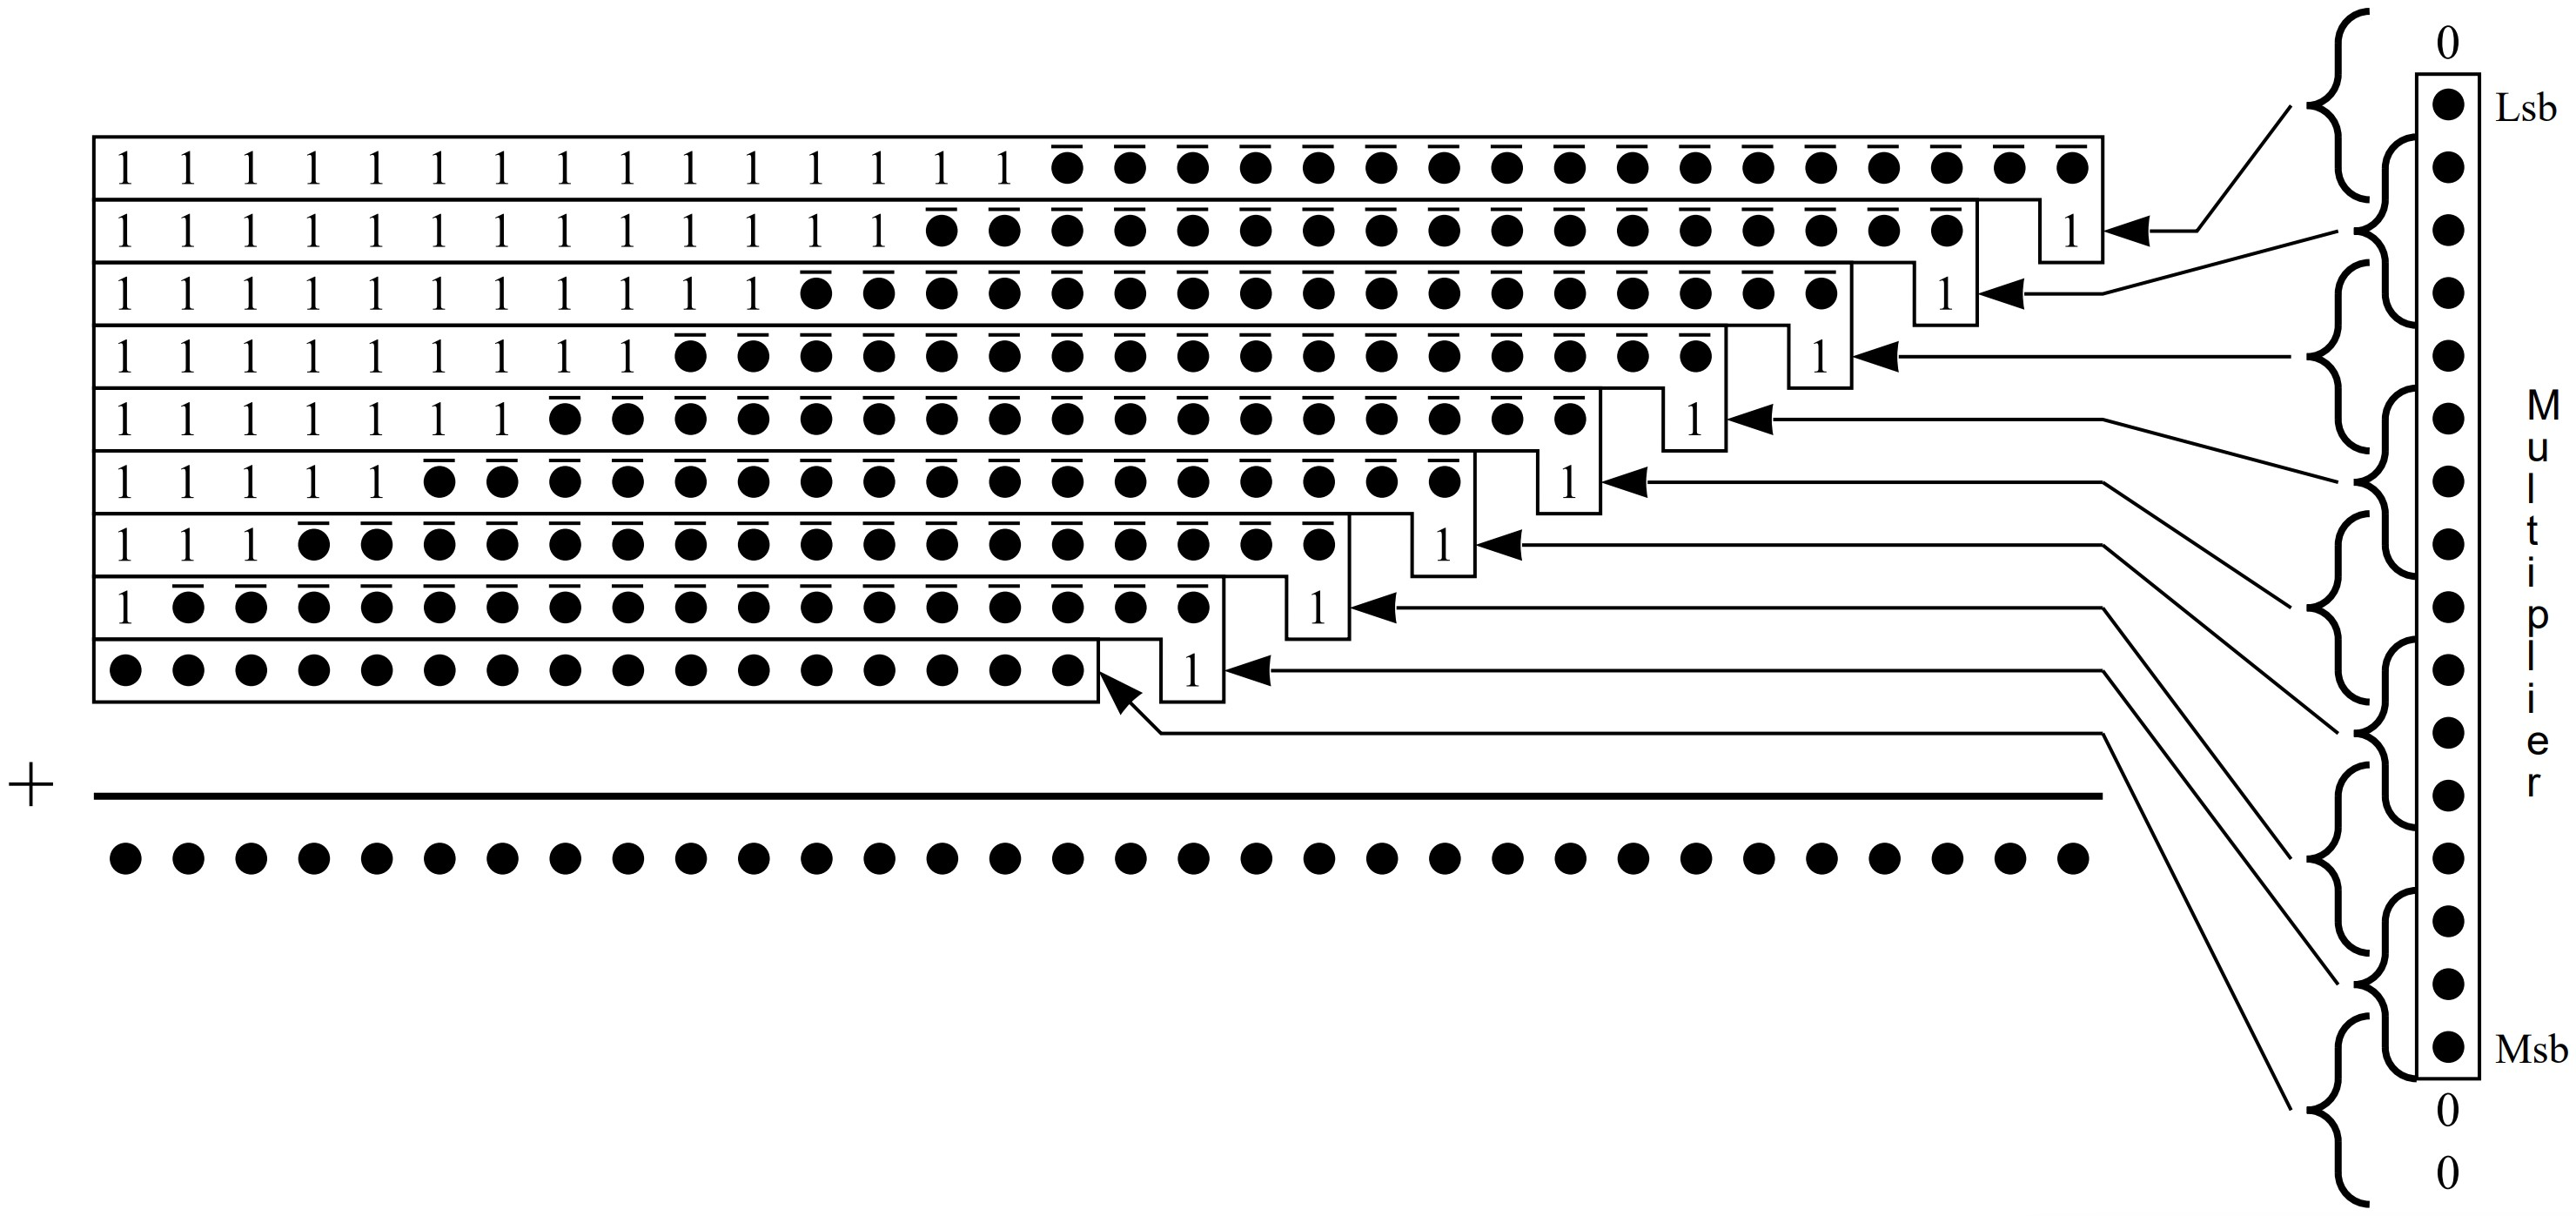 0
Lsb
1 1 1 1 1 1 1 1 1 1 1 1 1 1 1
1 1 1 1 1 1 1 1 1 1 1 1 1 1
1 1 1 1 1 1 1 1 1 1 1 1
1 1 1 1 1 1 1 1 1 1
1 1 1 1 1 1 1 1
1 1 1 1 1 1
1 1 1 1
1 1
1
+
Multiplier
Msb
0
0